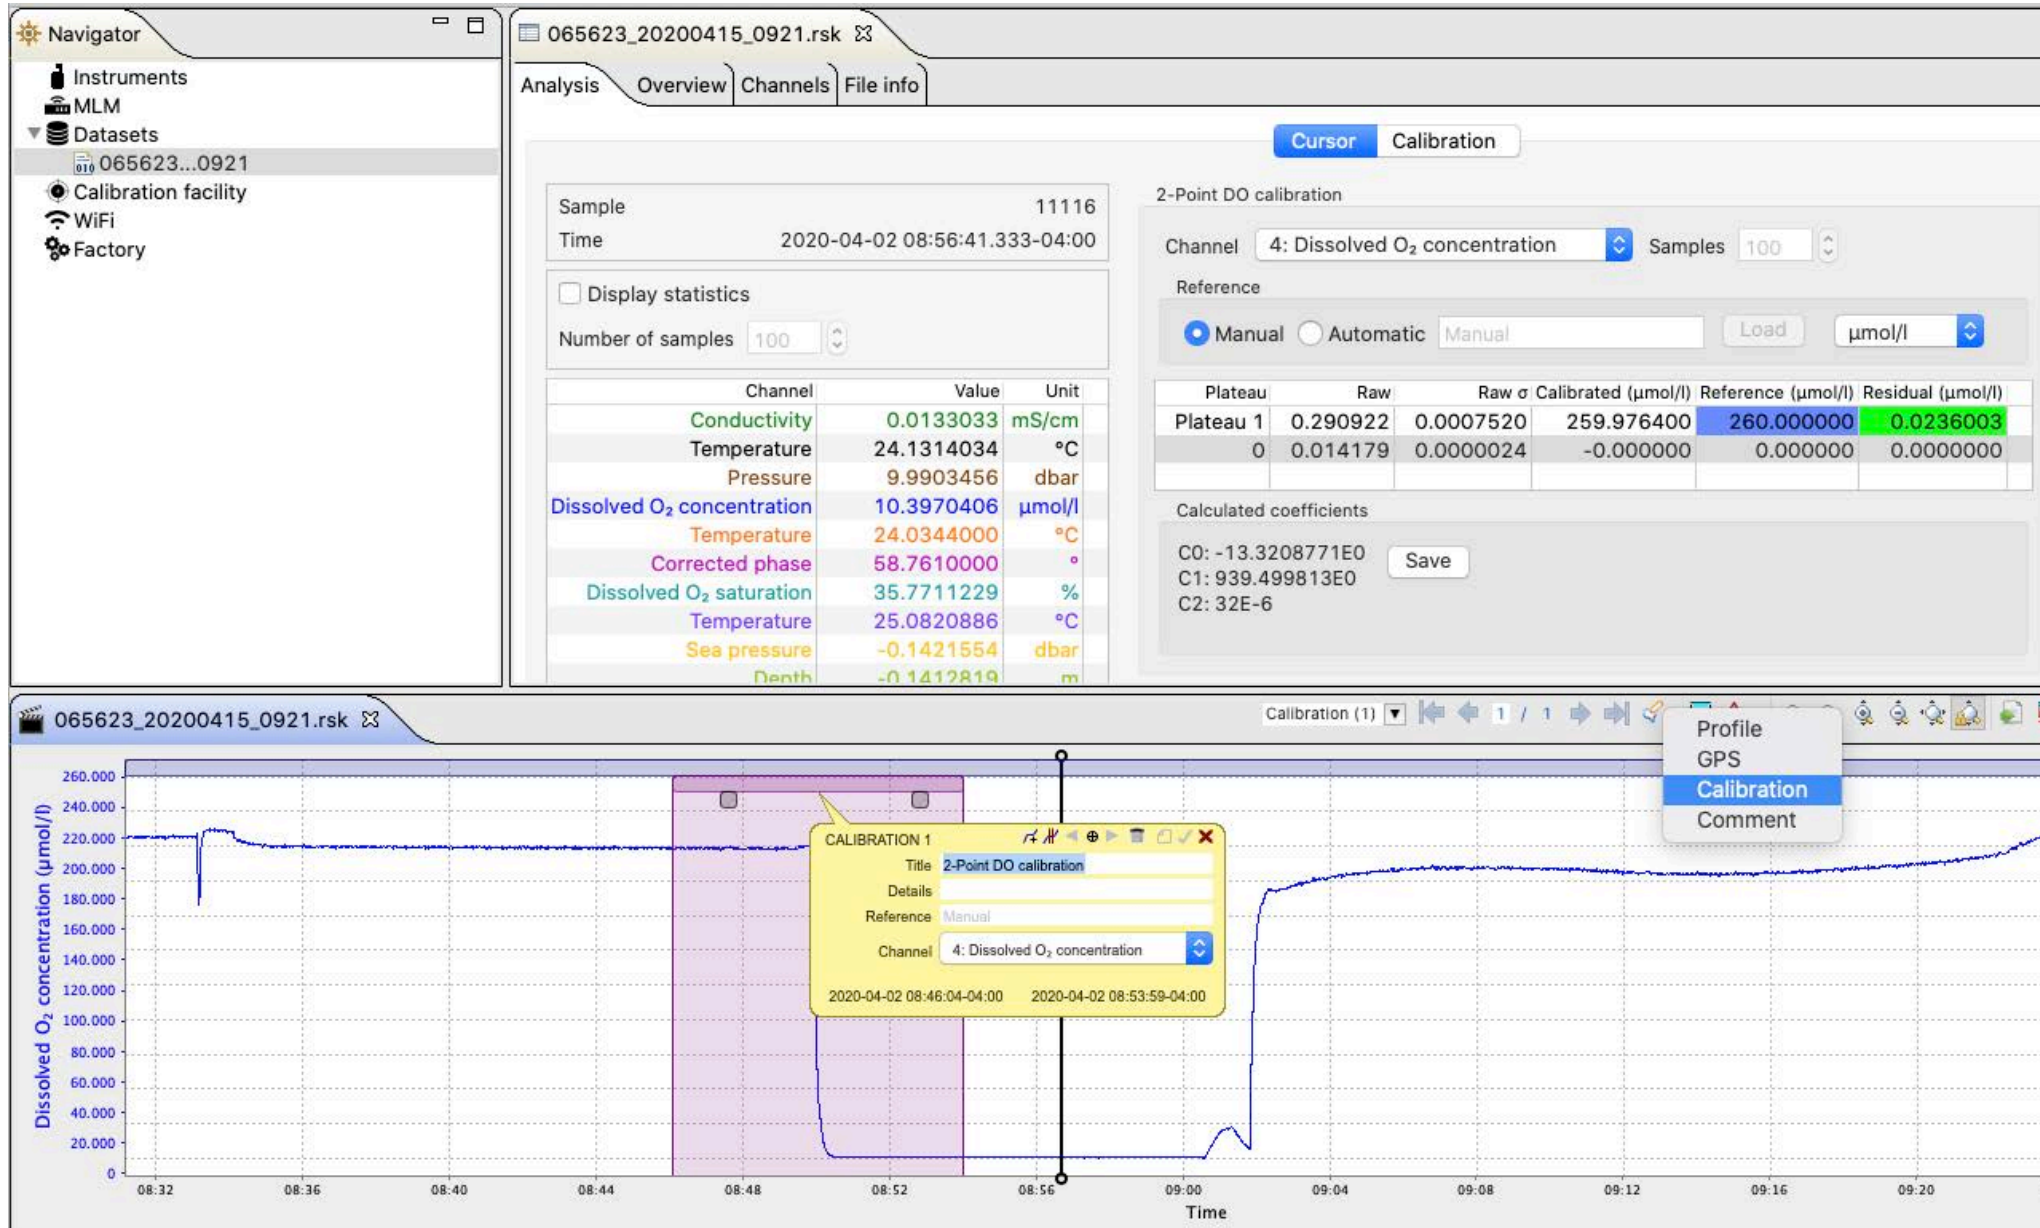 Navigator
Instruments
MLM
Datasets
065623...0921
Calibration facility
WiFi
Factory
065623_20200415_0921.rsk
Analysis Overview Channels File info
Cursor Calibration
Sample 11116
Time 2020-04-02 08:56:41.333-04:00
Display statistics
Number of samples 100
Channel Value Unit
Conductivity 0.0133033 mS/cm
Temperature 24.1314034 °C
Pressure 9.9903456 dbar
Dissolved O₂ concentration 10.3970406 µmol/l
Temperature 24.0344000 °C
Corrected phase 58.7610000 °
Dissolved O₂ saturation 35.7711229 %
Temperature 25.0820886 °C
Sea pressure -0.1421554 dbar
Depth -0.1412819 m
2-Point DO calibration
Channel 4: Dissolved O₂ concentration Samples 100
Reference
Manual Automatic Manual Load µmol/l
Plateau Raw Raw σ Calibrated (µmol/l) Reference (µmol/l) Residual (µmol/l)
Plateau 1 0.290922 0.0007520 259.976400 260.000000 0.0236003
0 0.014179 0.0000024 -0.000000 0.000000 0.0000000
Calculated coefficients
C0: -13.3208771E0
C1: 939.499813E0
C2: 32E-6
Save
065623_20200415_0921.rsk
Calibration (1) 1 / 1
Profile
GPS
Calibration
Comment
Dissolved O₂ concentration (µmol/l)
260.000
240.000
220.000
200.000
180.000
160.000
140.000
120.000
100.000
80.000
60.000
40.000
20.000
0
CALIBRATION 1
Title 2-Point DO calibration
Details
Reference Manual
Channel 4: Dissolved O₂ concentration
2020-04-02 08:46:04-04:00 2020-04-02 08:53:59-04:00
08:32 08:36 08:40 08:44 08:48 08:52 08:56 09:00 09:04 09:08 09:12 09:16 09:20
Time